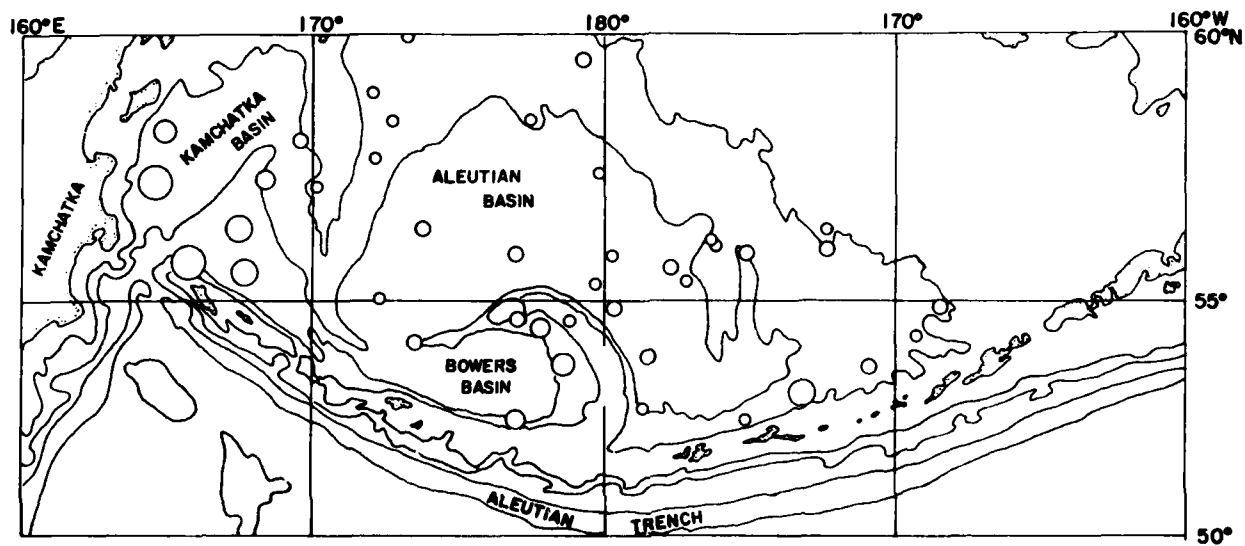 160°E
170°
180°
170°
160°W
60°N
KAMCHATKA
BASIN
KAMCHATKA
ALEUTIAN
BASIN
55°
BOWERS
BASIN
ALEUTIAN
TRENCH
50°